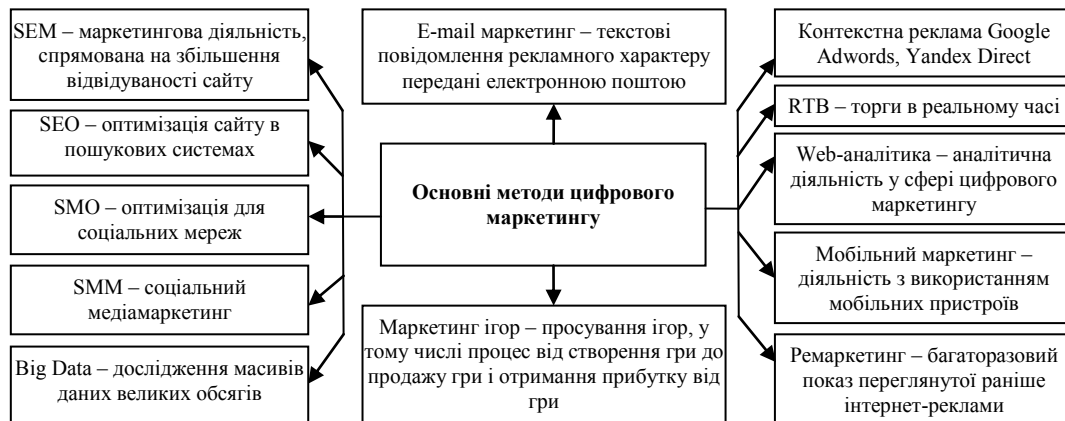 SEM – маркетингова діяльність,
спрямована на збільшення
відвідуваності сайту
SEO – оптимізація сайту в
пошукових системах
SMO – оптимізація для
соціальних мереж
SMM – соціальний
медіамаркетинг
Big Data – дослідження масивів
даних великих обсягів
E-mail маркетинг – текстові
повідомлення рекламного характеру
передані електронною поштою
Основні методи цифрового
маркетингу
Маркетинг ігор – просування ігор, у
тому числі процес від створення гри до
продажу гри і отримання прибутку від
гри
Контекстна реклама Google
Adwords, Yandex Direct
RTB – торги в реальному часі
Web-аналітика – аналітична
діяльність у сфері цифрового
маркетингу
Мобільний маркетинг –
діяльність з використанням
мобільних пристроїв
Ремаркетинг – багаторазовий
показ переглянутої раніше
інтернет-реклами